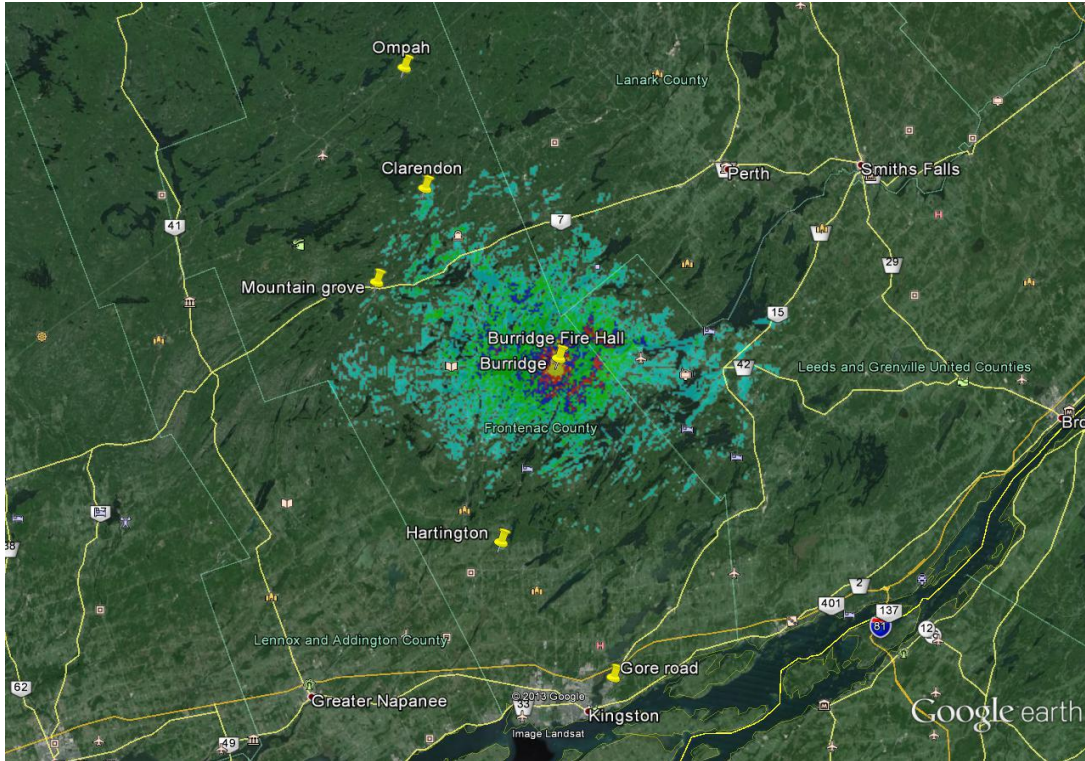 Ompah
Lanark County
Clarendon
Perth
Smiths Falls
41
7
Mountain grove
29
15
Burridge Fire Hall
Burridge
42
Leeds and Grenville United Counties
Bro
Frontenac County
Hartington
2
401
137
81
12
Lennox and Addington County
Gore road
62
Greater Napanee
© 2013 Google
33
Kingston
Image Landsat
Google earth
49